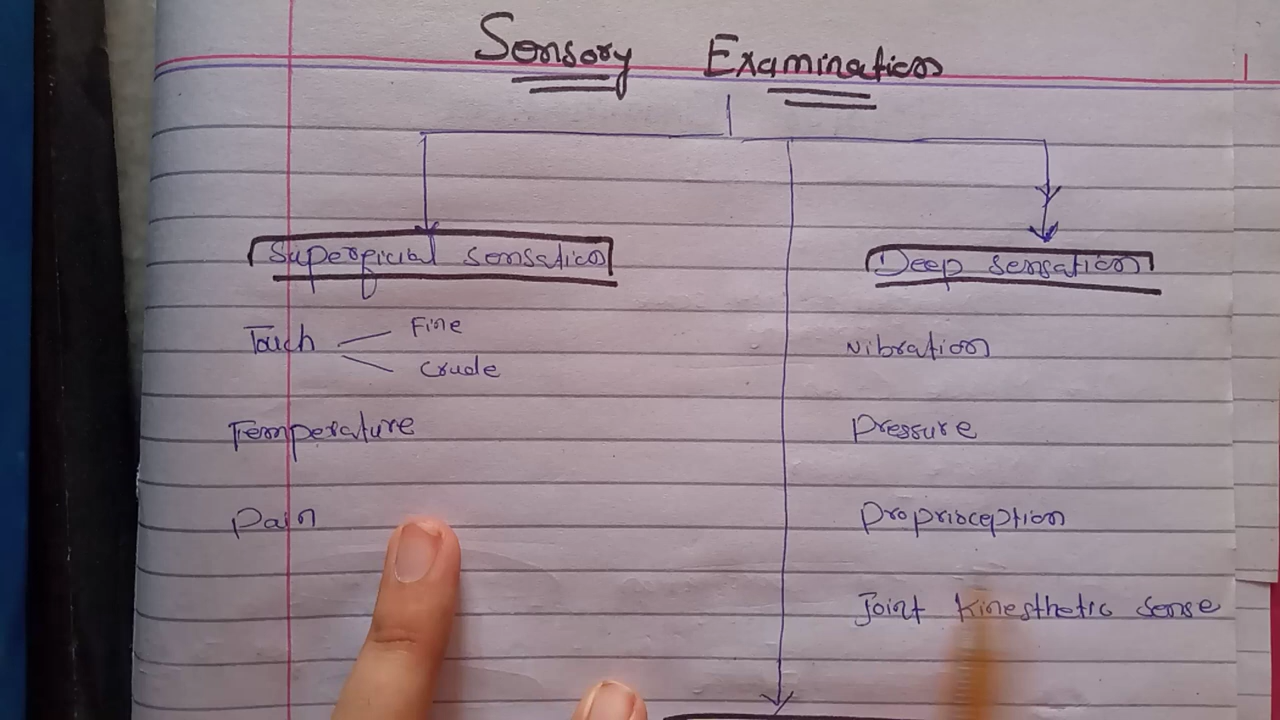 Sensory Examination
Superficial sensation
Deep sensation
Touch
Fine
Crude
Vibration
Temperature
Pressure
Pain
Proprioception
Joint Kinesthetic sense